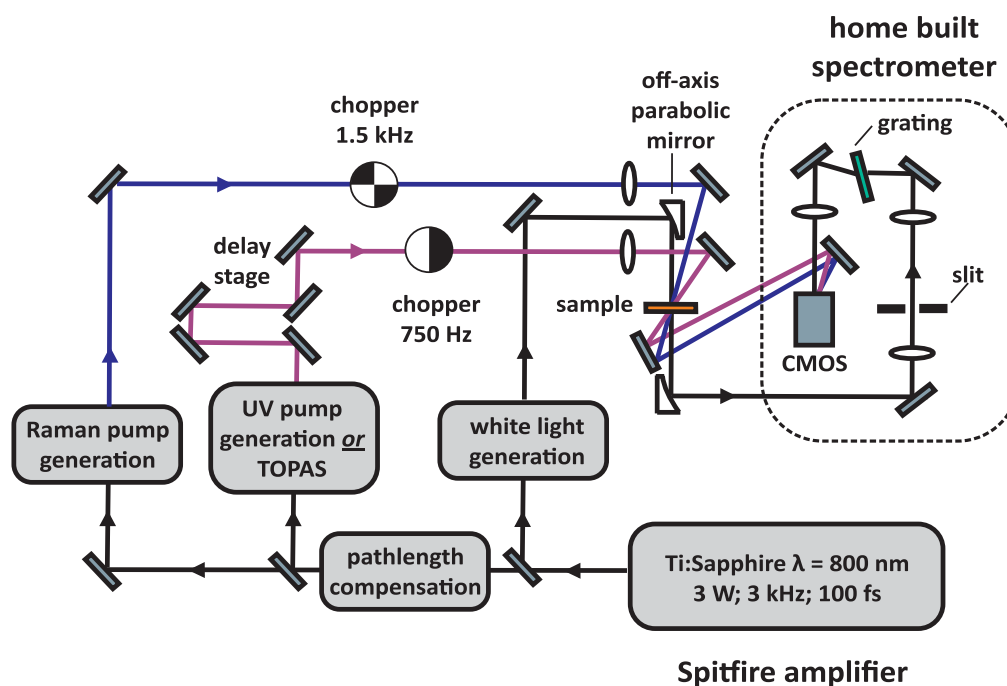 home built
spectrometer
off-axis
parabolic
mirror
grating
chopper
1.5 kHz
delay
stage
chopper
750 Hz
sample
slit
CMOS
Raman pump
generation
UV pump
generation or
TOPAS
white light
generation
pathlength
compensation
Ti:Sapphire λ = 800 nm
3 W; 3 kHz; 100 fs
Spitfire amplifier